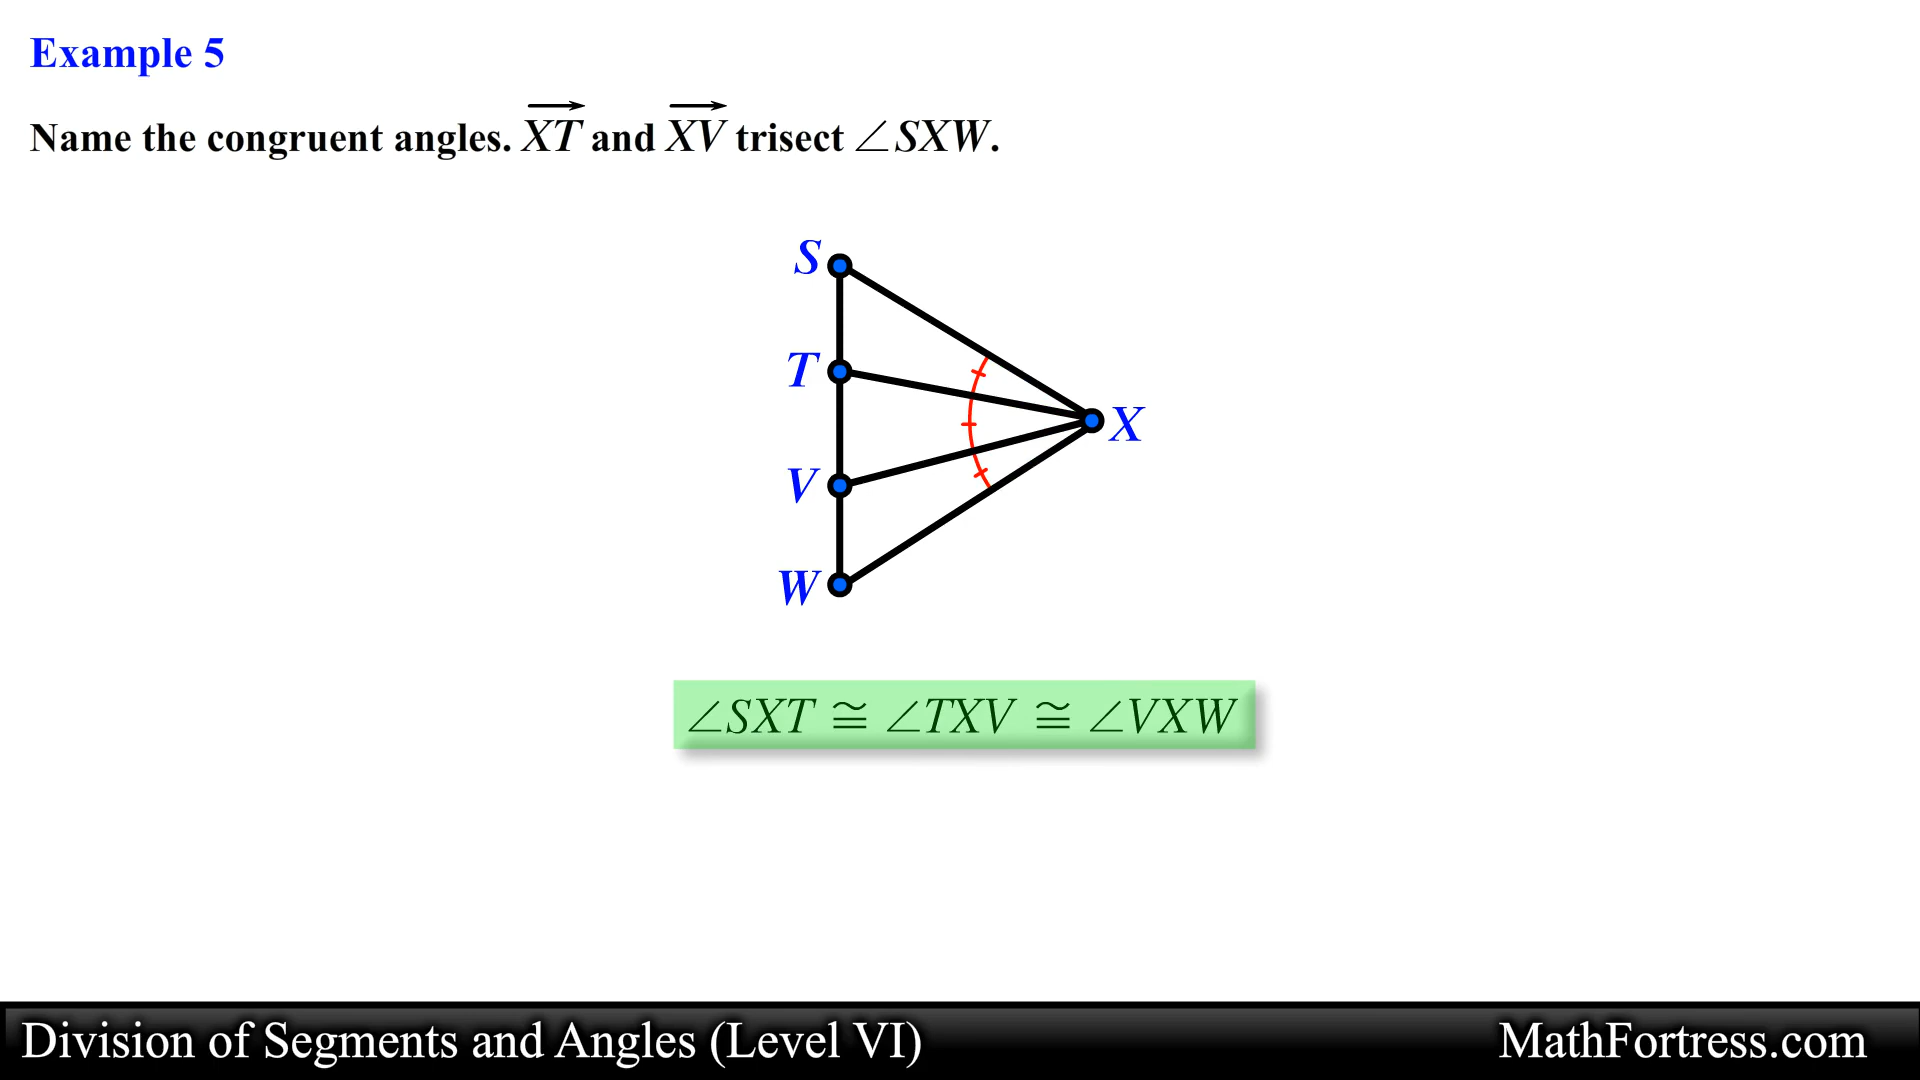 Example 5
Name the congruent angles. XT and XV trisect ∠SXW.
S
T
X
V
W
∠SXT ≅ ∠TXV ≅ ∠VXW
Division of Segments and Angles (Level VI)
MathFortress.com